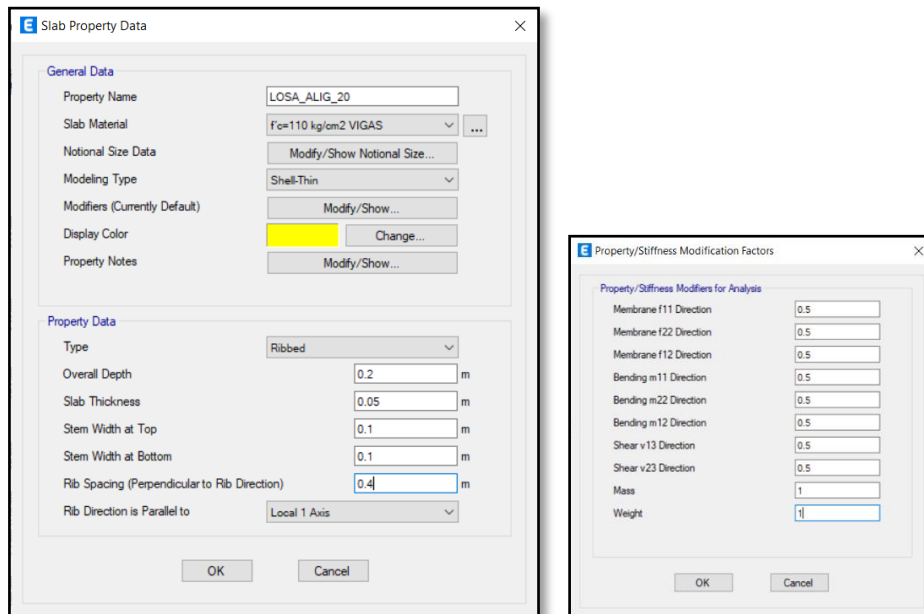 Slab Property Data
General Data
Property Name LOSA_ALIG_20
Slab Material f'c=110 kg/cm2 VIGAS ...
Notional Size Data Modify/Show Notional Size...
Modeling Type Shell-Thin
Modifiers (Currently Default) Modify/Show...
Display Color Change...
Property Notes Modify/Show...
Property Data
Type Ribbed
Overall Depth 0.2 m
Slab Thickness 0.05 m
Stem Width at Top 0.1 m
Stem Width at Bottom 0.1 m
Rib Spacing (Perpendicular to Rib Direction) 0.4 m
Rib Direction is Parallel to Local 1 Axis
OK Cancel
Property/Stiffness Modification Factors
Property/Stiffness Modifiers for Analysis
Membrane f11 Direction 0.5
Membrane f22 Direction 0.5
Membrane f12 Direction 0.5
Bending m11 Direction 0.5
Bending m22 Direction 0.5
Bending m12 Direction 0.5
Shear v13 Direction 0.5
Shear v23 Direction 0.5
Mass 1
Weight 1
OK Cancel